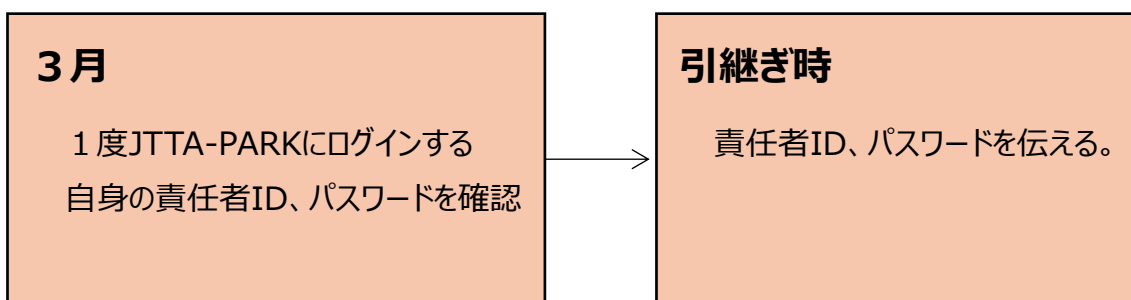 ３月
１度JTTA-PARKにログインする
自身の責任者ID、パスワードを確認
引継ぎ時
責任者ID、パスワードを伝える。